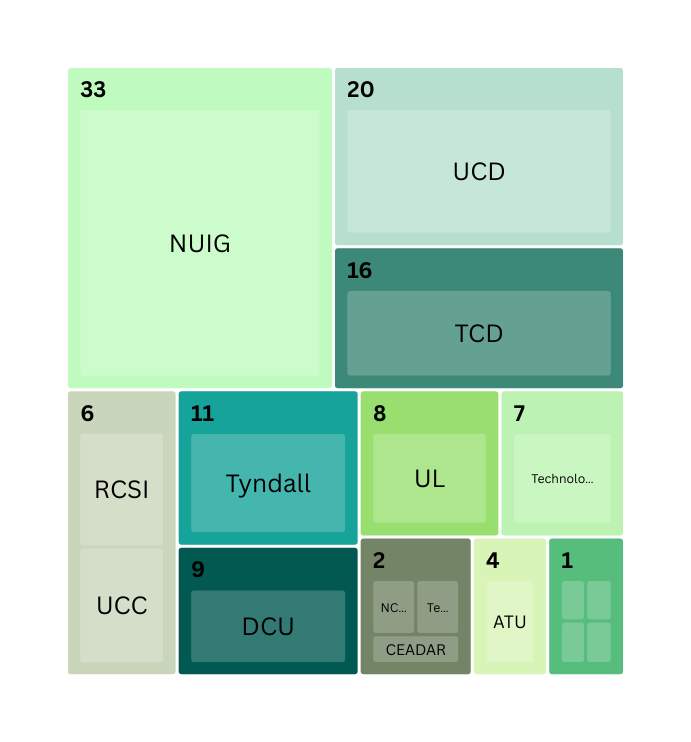 33
NUIG
20
UCD
16
TCD
6
RCSI
UCC
11
Tyndall
9
DCU
8
UL
7
Technolo...
2
NC...
Te...
CEADAR
4
ATU
1